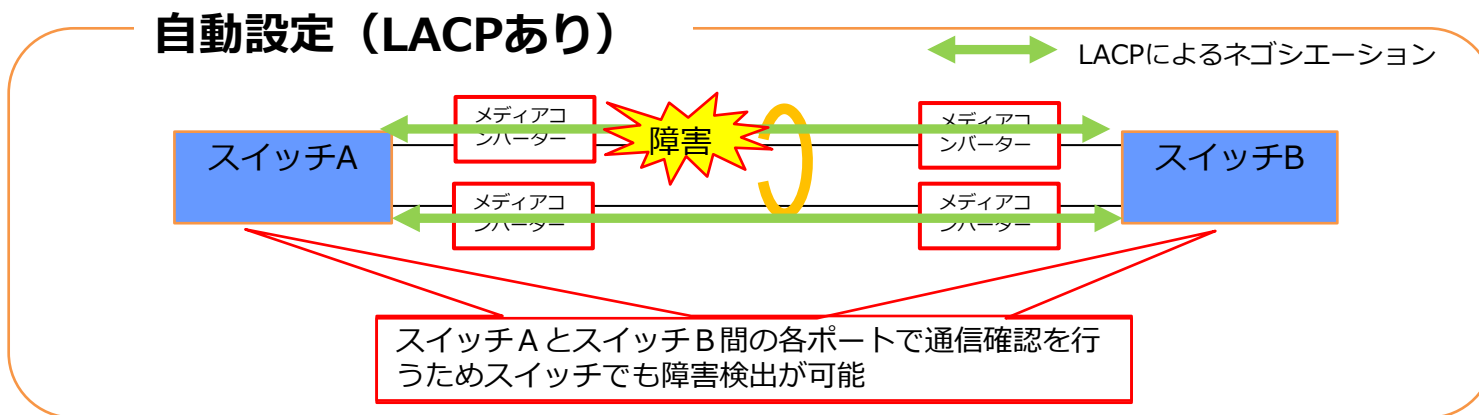 自動設定（LACPあり）
LACPによるネゴシエーション
メディアコ
ンバーター
障害
メディアコ
ンバーター
スイッチA
スイッチB
メディアコ
ンバーター
メディアコ
ンバーター
スイッチＡとスイッチＢ間の各ポートで通信確認を行
うためスイッチでも障害検出が可能